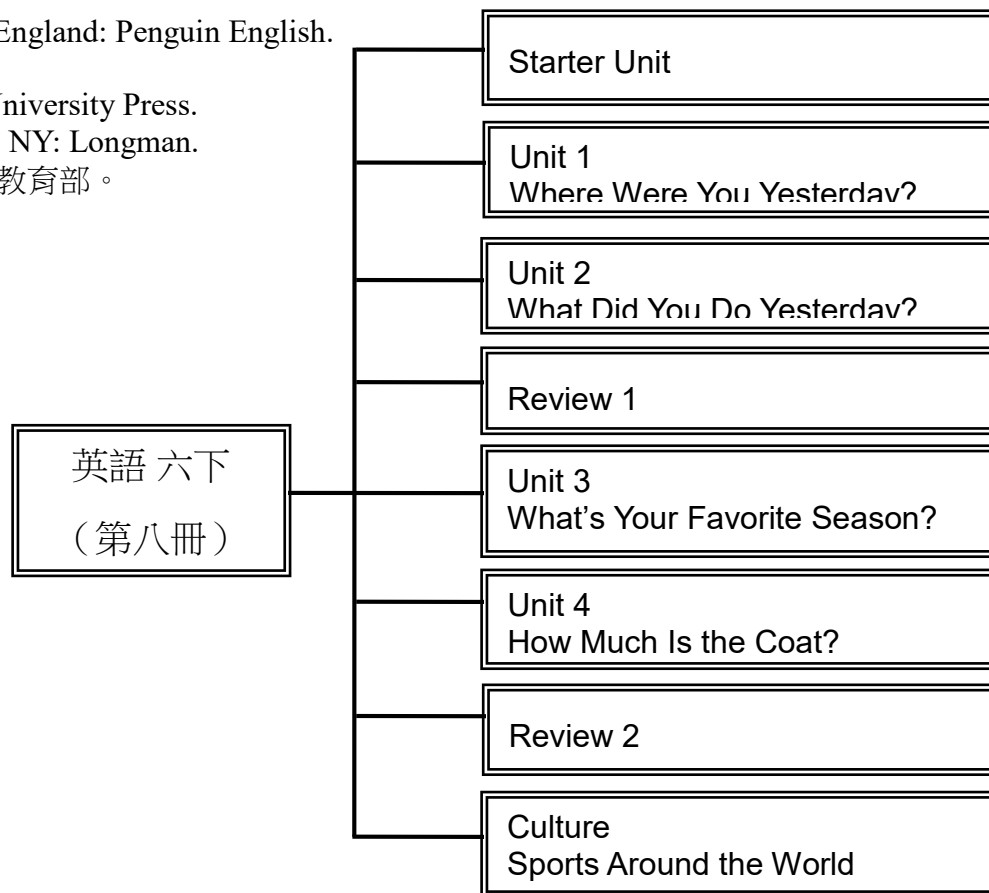 England: Penguin English.
University Press.
NY: Longman.
教育部。
英語 六下
（第八冊）
Starter Unit
Unit 1
Where Were You Yesterday?
Unit 2
What Did You Do Yesterday?
Review 1
Unit 3
What’s Your Favorite Season?
Unit 4
How Much Is the Coat?
Review 2
Culture
Sports Around the World